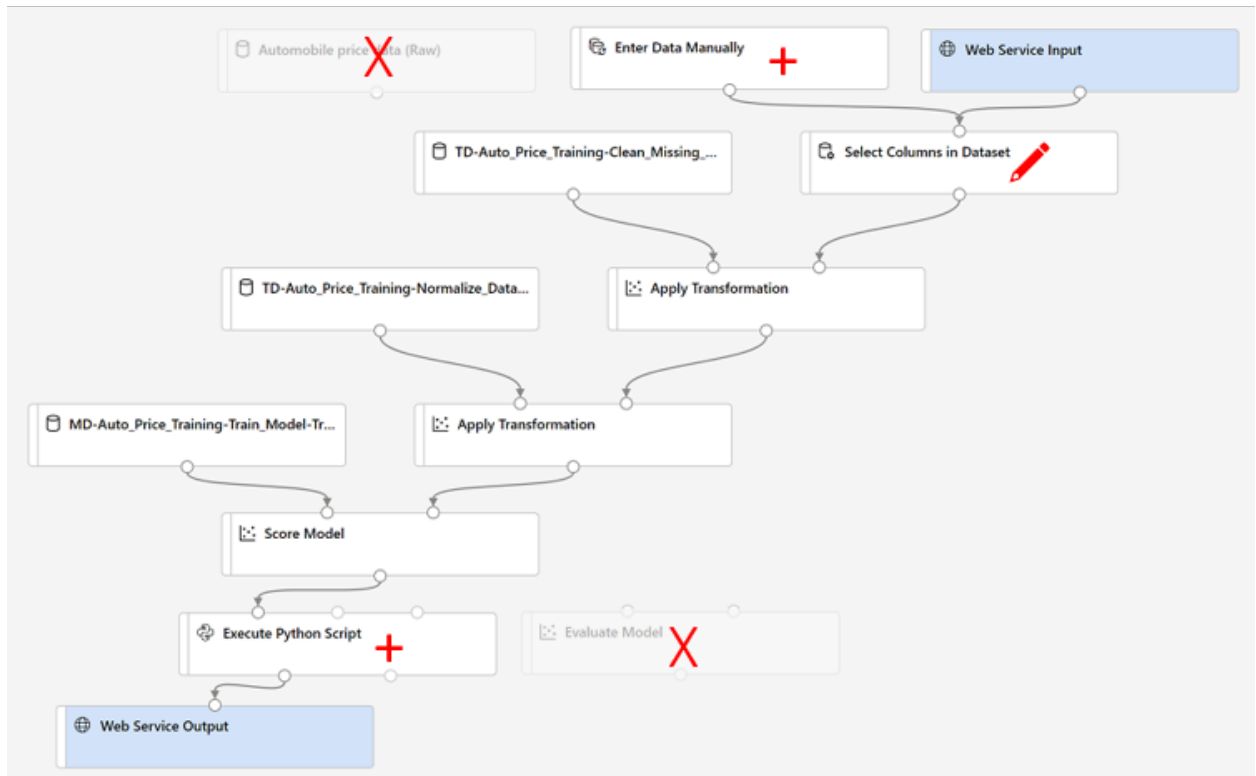 Automobile price data (Raw)
Enter Data Manually
Web Service Input
TD-Auto_Price_Training-Clean_Missing_...
Select Columns in Dataset
TD-Auto_Price_Training-Normalize_Data...
Apply Transformation
MD-Auto_Price_Training-Train_Model-Tr...
Apply Transformation
Score Model
Execute Python Script
Evaluate Model
Web Service Output